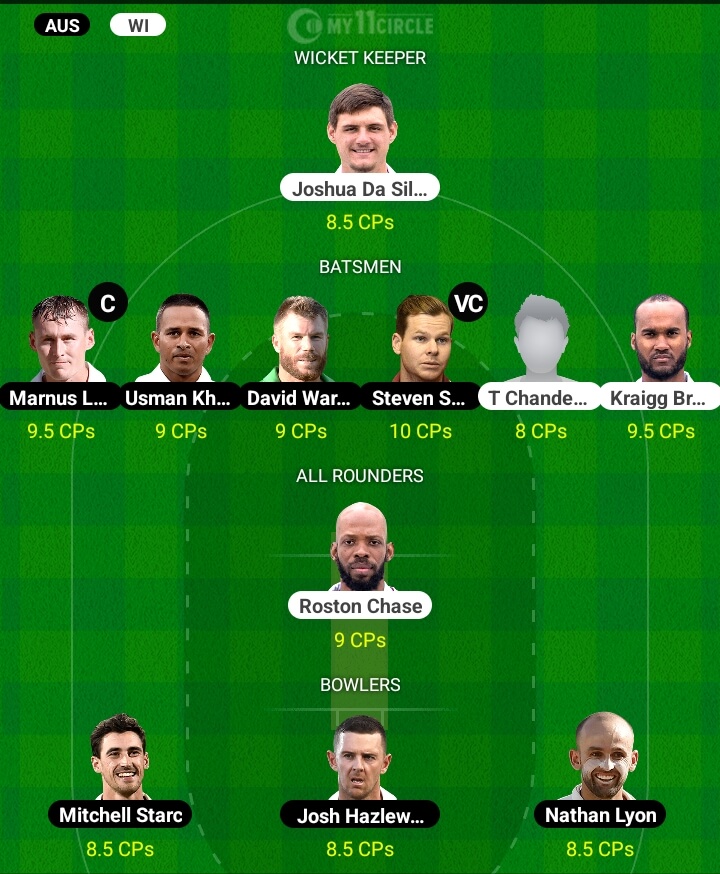 AUS WI
MY11CIRCLE
WICKET KEEPER
Joshua Da Sil...
8.5 CPs
BATSMEN
C VC
Marnus L... Usman Kh... David War... Steven S... T Chande... Kraigg Br...
9.5 CPs 9 CPs 9 CPs 10 CPs 8 CPs 9.5 CPs
ALL ROUNDERS
Roston Chase
9 CPs
BOWLERS
Mitchell Starc Josh Hazlew... Nathan Lyon
8.5 CPs 8.5 CPs 8.5 CPs